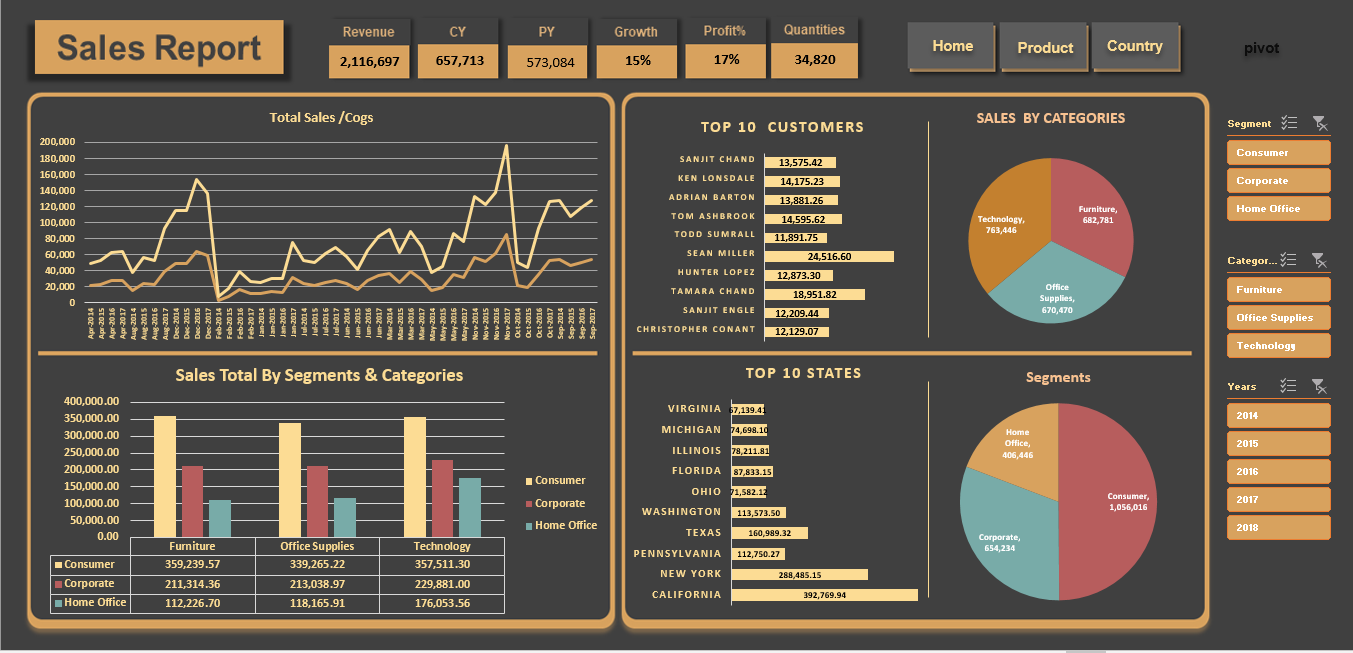 Sales Report
Revenue
2,116,697
CY
657,713
PY
573,084
Growth
15%
Profit%
17%
Quantities
34,820
Home
Product
Country
pivot
Total Sales /Cogs
200,000
180,000
160,000
140,000
120,000
100,000
80,000
60,000
40,000
20,000
0
Apr-2014
Apr-2015
Apr-2016
Apr-2017
Aug-2014
Aug-2015
Aug-2016
Aug-2017
Dec-2014
Dec-2015
Dec-2016
Dec-2017
Feb-2014
Feb-2015
Feb-2016
Feb-2017
Jan-2014
Jan-2015
Jan-2016
Jan-2017
Jul-2014
Jul-2015
Jul-2016
Jul-2017
Jun-2014
Jun-2015
Jun-2016
Jun-2017
Mar-2014
Mar-2015
Mar-2016
Mar-2017
May-2014
May-2015
May-2016
May-2017
Nov-2014
Nov-2015
Nov-2016
Nov-2017
Oct-2014
Oct-2015
Oct-2016
Oct-2017
Sep-2014
Sep-2015
Sep-2016
Sep-2017
Sales Total By Segments & Categories
400,000.00
350,000.00
300,000.00
250,000.00
200,000.00
150,000.00
100,000.00
50,000.00
0.00
Consumer
Corporate
Home Office
Furniture Office Supplies Technology
Consumer 359,239.57 339,265.22 357,511.30
Corporate 211,314.36 213,038.97 229,881.00
Home Office 112,226.70 118,165.91 176,053.56
TOP 10 CUSTOMERS
SANJIT CHAND 13,575.42
KEN LONSDALE 14,175.23
ADRIAN BARTON 13,881.26
TOM ASHBROOK 14,595.62
TODD SUMRALL 11,891.75
SEAN MILLER 24,516.60
HUNTER LOPEZ 12,873.30
TAMARA CHAND 18,951.82
SANJIT ENGLE 12,209.44
CHRISTOPHER CONANT 12,129.07
SALES BY CATEGORIES
Technology,
763,446
Furniture,
682,781
Office
Supplies,
670,470
TOP 10 STATES
VIRGINIA 67,139.41
MICHIGAN 74,698.10
ILLINOIS 78,211.81
FLORIDA 87,833.15
OHIO 71,582.12
WASHINGTON 113,573.50
TEXAS 160,989.32
PENNSYLVANIA 112,750.27
NEW YORK 288,485.15
CALIFORNIA 392,769.94
Segments
Home
Office,
406,446
Consumer,
1,056,016
Corporate,
654,234
Segment
Consumer
Corporate
Home Office
Categor...
Furniture
Office Supplies
Technology
Years
2014
2015
2016
2017
2018